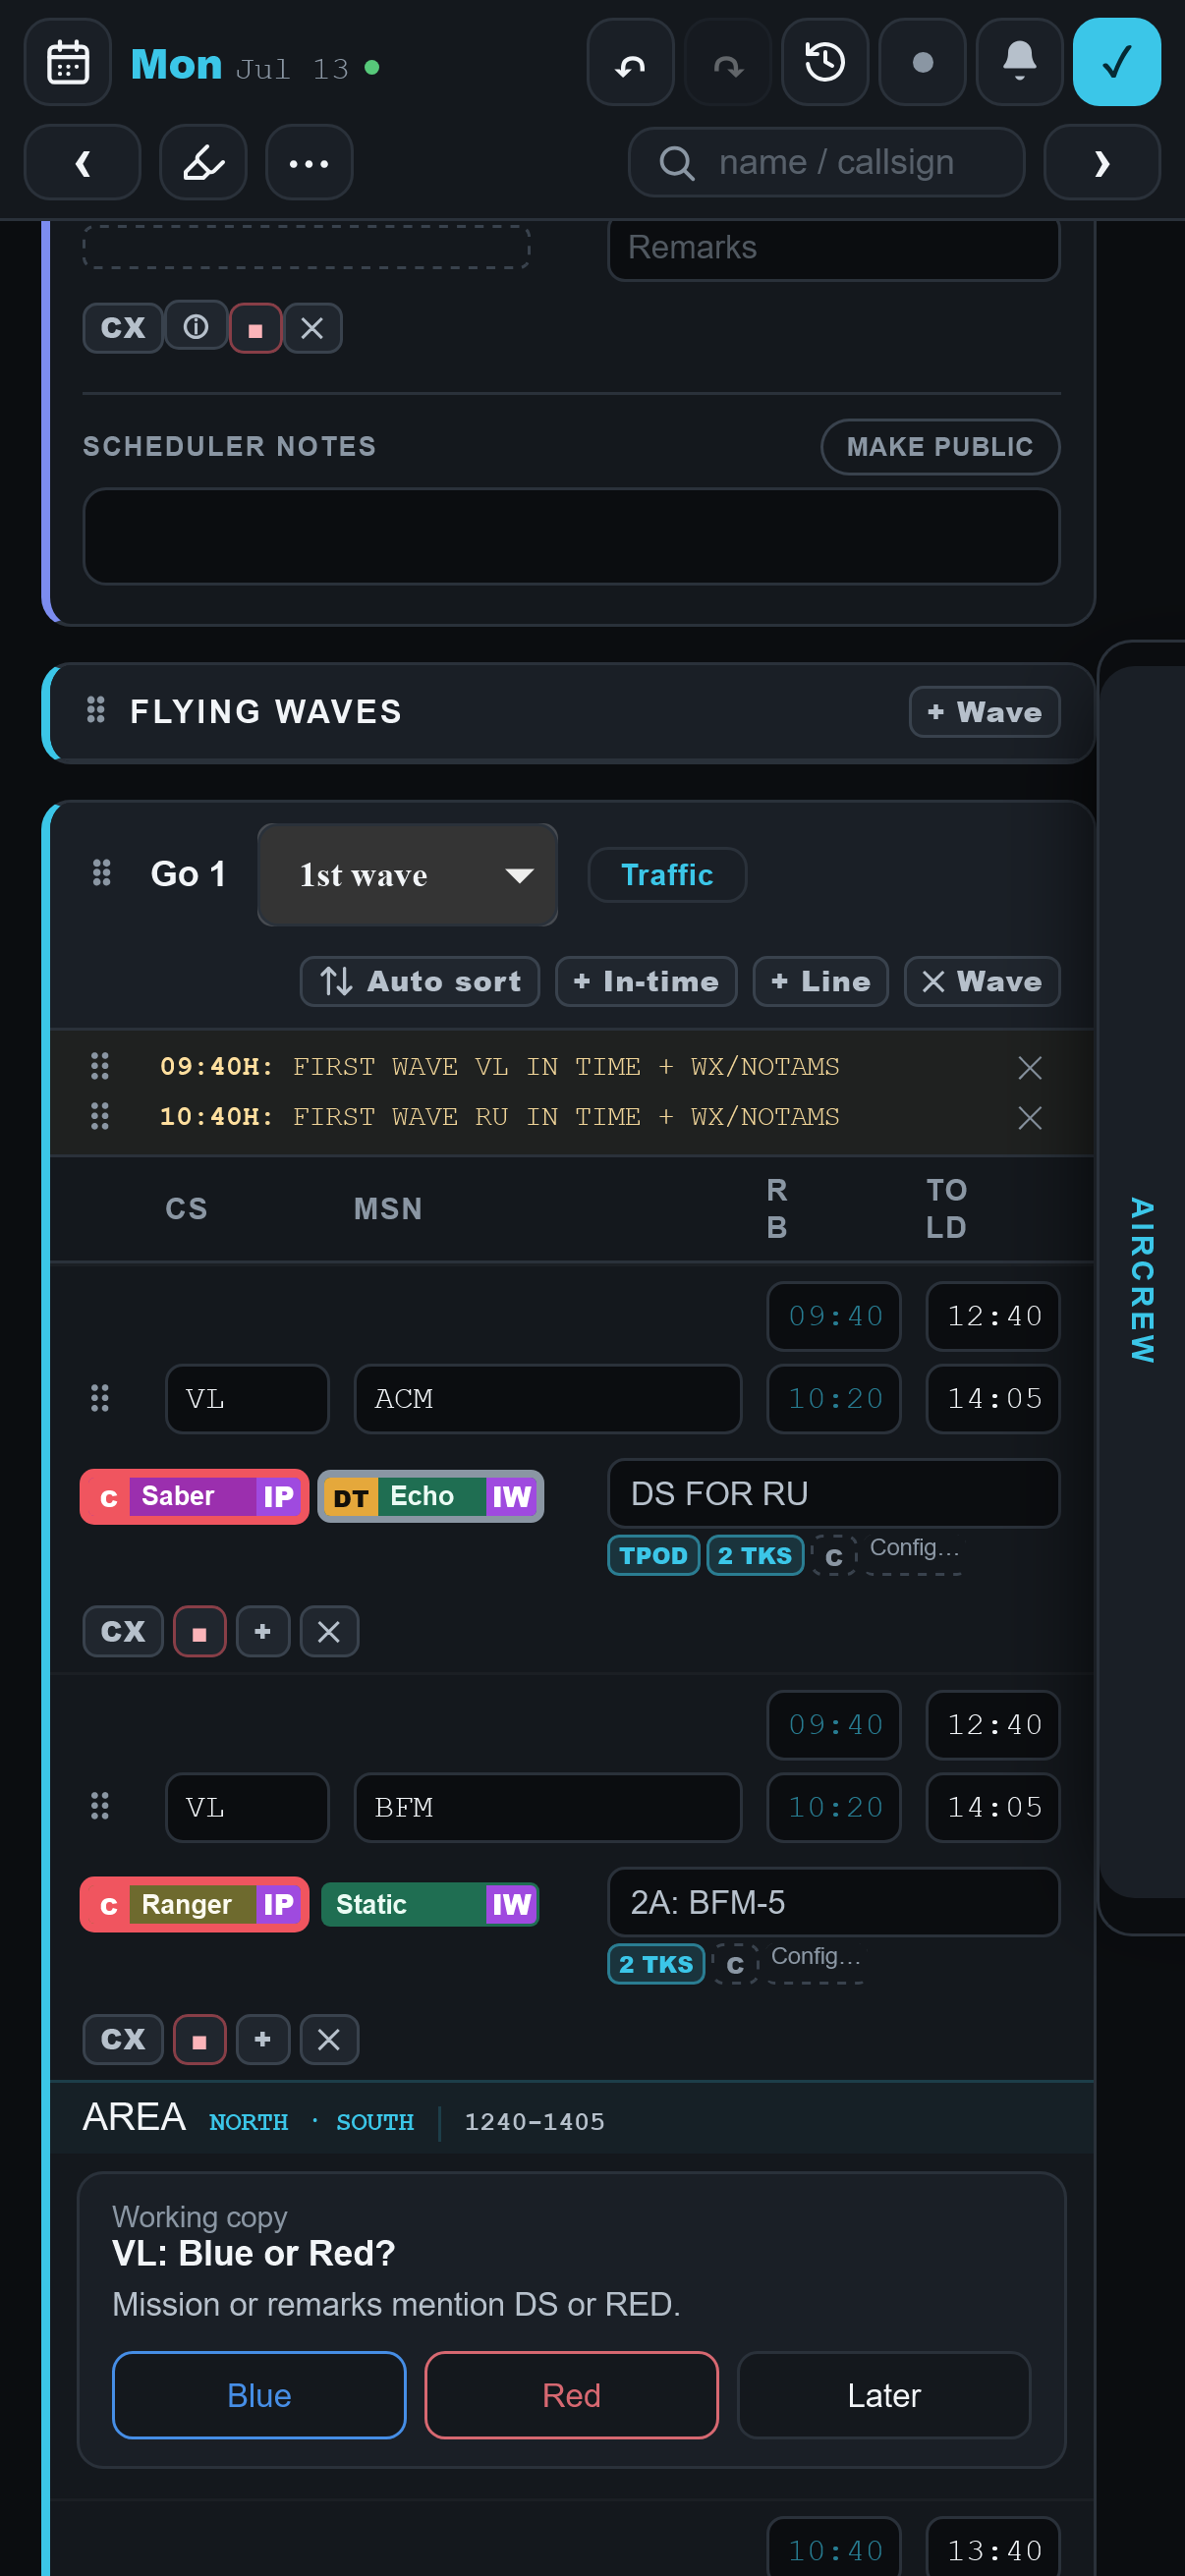 Mon Jul 13
name / callsign
Remarks
CX
SCHEDULER NOTES MAKE PUBLIC
FLYING WAVES + Wave
Go 1 1st wave Traffic
Auto sort + In-time + Line × Wave
09:40H: FIRST WAVE VL IN TIME + WX/NOTAMS
10:40H: FIRST WAVE RU IN TIME + WX/NOTAMS
CS MSN R B TO LD
09:40 12:40
VL ACM 10:20 14:05
C Saber IP DT Echo IW DS FOR RU
TPOD 2 TKS C Config...
CX +
09:40 12:40
VL BFM 10:20 14:05
C Ranger IP Static IW 2A: BFM-5
2 TKS C Config...
CX +
AREA NORTH · SOUTH 1240–1405
Working copy
VL: Blue or Red?
Mission or remarks mention DS or RED.
Blue Red Later
10:40 13:40
AIRCREW